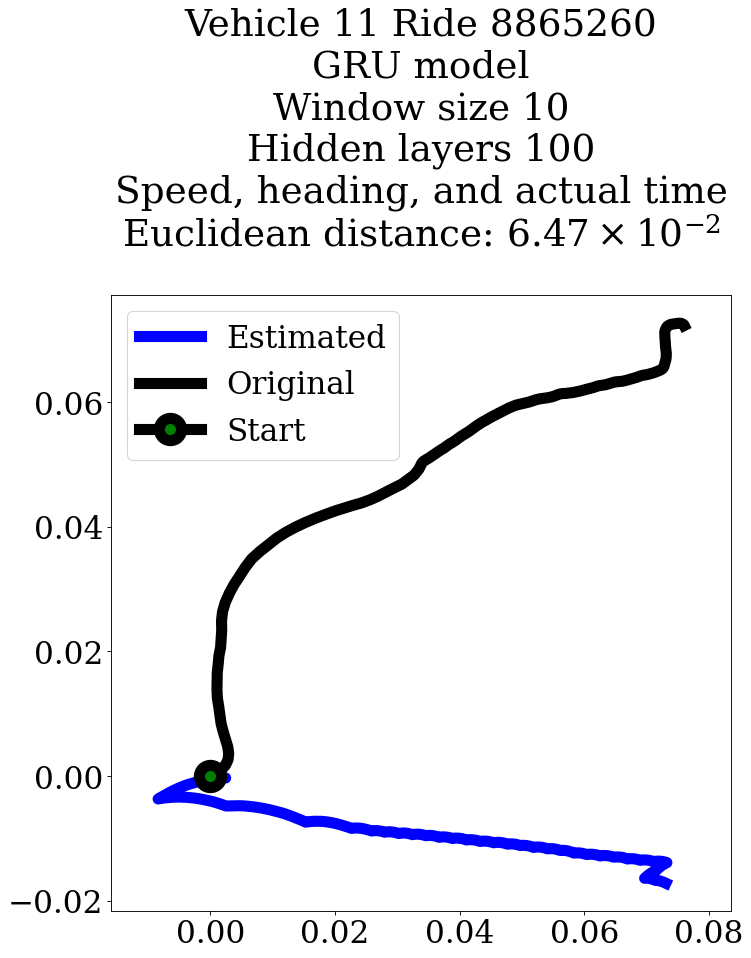 Vehicle 11 Ride 8865260
GRU model
Window size 10
Hidden layers 100
Speed, heading, and actual time
Euclidean distance: 6.47 × 10⁻²
Estimated
Original
Start
0.06
0.04
0.02
0.00
−0.02
0.00 0.02 0.04 0.06 0.08